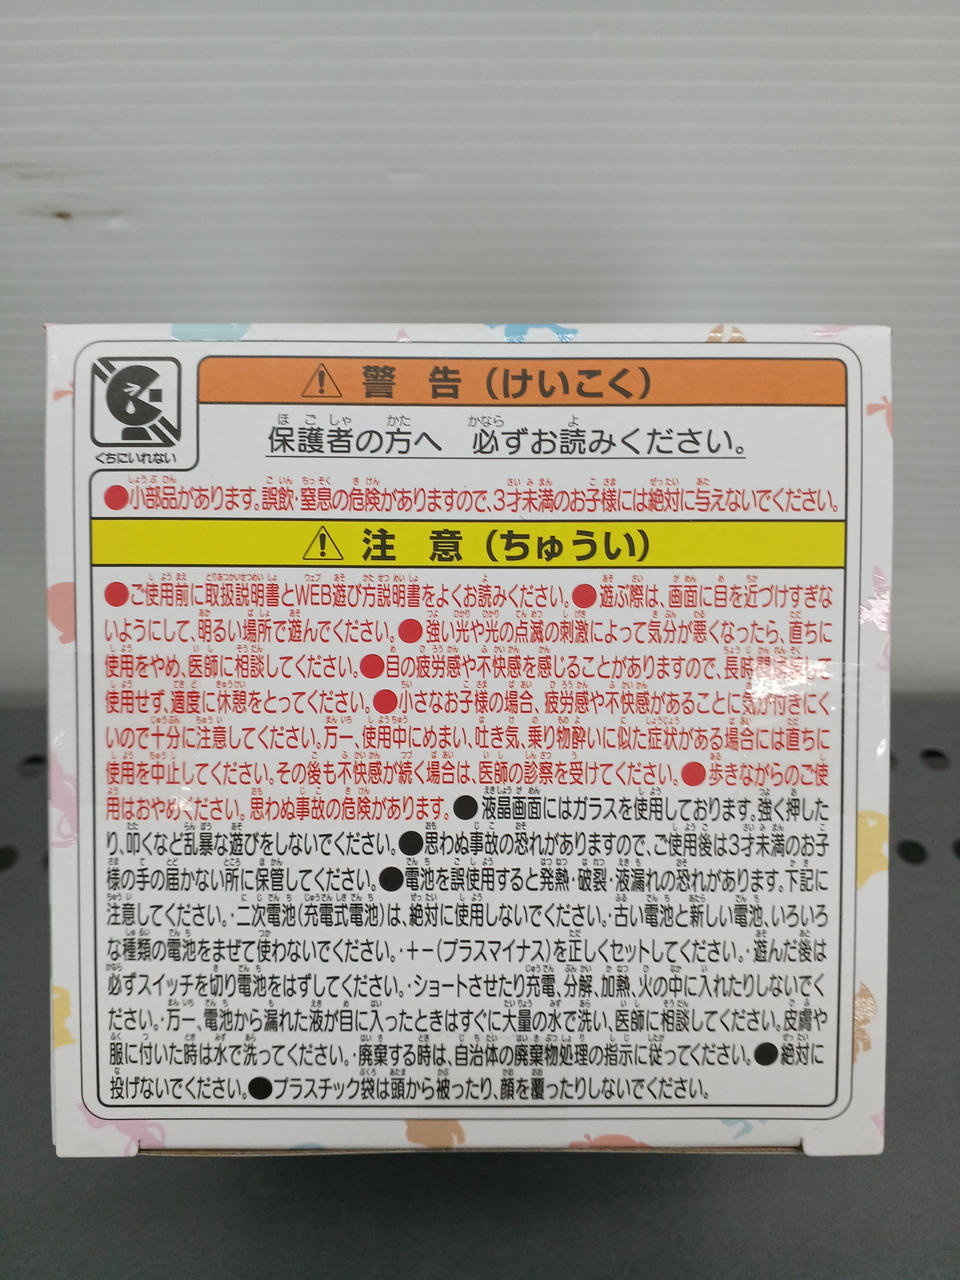 くちにいれない
警 告（けいこく）
保護者の方へ　必ずお読みください。
●小部品があります。誤飲・窒息の危険がありますので、3才未満のお子様には絶対に与えないでください。
注 意（ちゅうい）
●ご使用前に取扱説明書とWEB遊び方説明書をよくお読みください。●遊ぶ際は、画面に目を近づけすぎな
いようにして、明るい場所で遊んでください。●強い光や光の点滅の刺激によって気分が悪くなったら、直ちに
使用をやめ、医師に相談してください。●目の疲労感や不快感を感じることがありますので、長時間は続けて
使用せず、適度に休憩をとってください。●小さなお子様の場合、疲労感や不快感があることに気が付きにく
いので十分に注意してください。万一、使用中にめまい、吐き気、乗り物酔いに似た症状がある場合には直ちに
使用を中止してください。その後も不快感が続く場合は、医師の診察を受けてください。●歩きながらのご使
用はおやめください。思わぬ事故の危険があります。●液晶画面にはガラスを使用しております。強く押した
り、叩くなど乱暴な遊びをしないでください。●思わぬ事故の恐れがありますので、ご使用後は3才未満のお子
様の手の届かない所に保管してください。●電池を誤使用すると発熱・破裂・液漏れの恐れがあります。下記に
注意してください。・二次電池（充電式電池）は、絶対に使用しないでください。・古い電池と新しい電池、いろいろ
な種類の電池をまぜて使わないでください。・＋－（プラスマイナス）を正しくセットしてください。・遊んだ後は
必ずスイッチを切り電池をはずしてください。・ショートさせたり充電、分解、加熱、火の中に入れたりしないでく
ださい。・万一、電池から漏れた液が目に入ったときはすぐに大量の水で洗い、医師に相談してください。皮膚や
服に付いた時は水で洗ってください。・廃棄する時は、自治体の廃棄物処理の指示に従ってください。●絶対に
投げないでください。●プラスチック袋は頭から被ったり、顔を覆ったりしないでください。